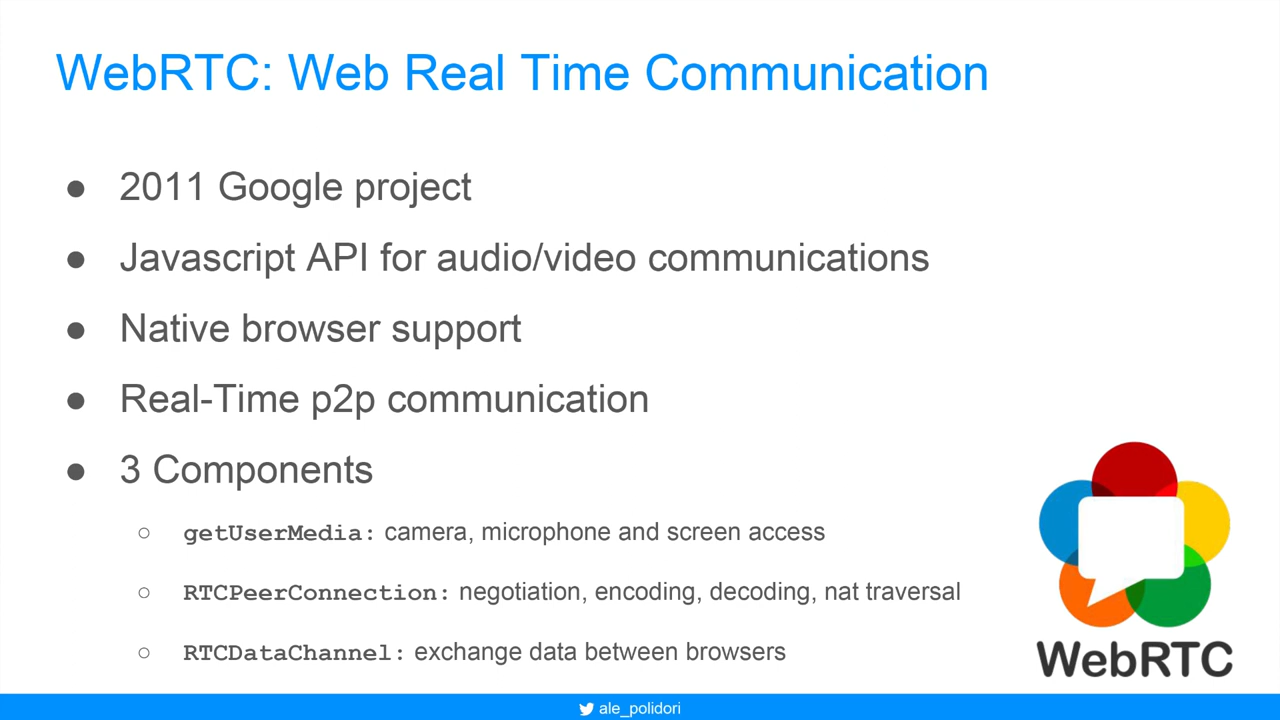 WebRTC: Web Real Time Communication
● 2011 Google project
● Javascript API for audio/video communications
● Native browser support
● Real-Time p2p communication
● 3 Components
○ getUserMedia: camera, microphone and screen access
○ RTCPeerConnection: negotiation, encoding, decoding, nat traversal
○ RTCDataChannel: exchange data between browsers
WebRTC
ale_polidori